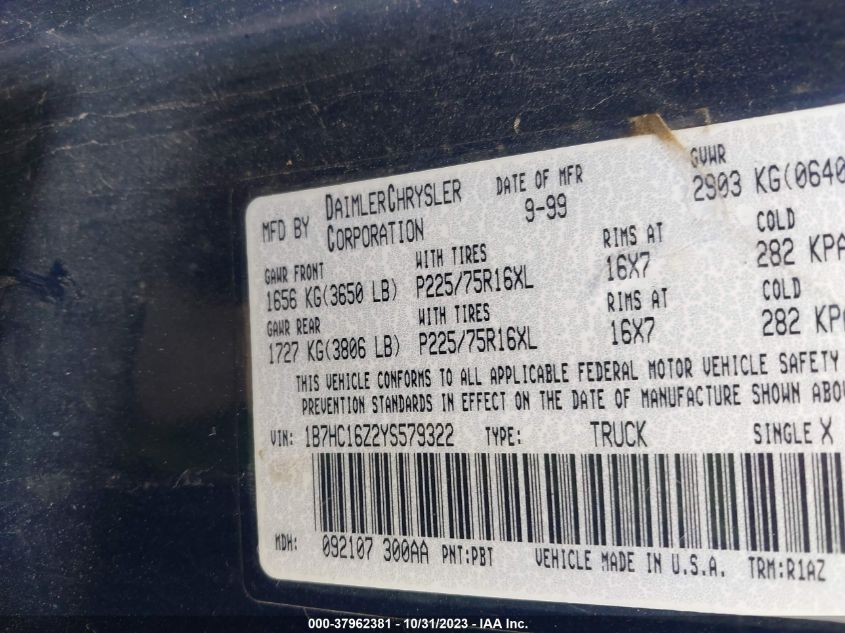 MFD BY DAIMLERCHRYSLER CORPORATION DATE OF MFR 9-99 GVWR 2903 KG(0640
GAWR FRONT WITH TIRES RIMS AT COLD
1656 KG(3650 LB) P225/75R16XL 16X7 282 KPA
GAWR REAR WITH TIRES RIMS AT COLD
1727 KG(3806 LB) P225/75R16XL 16X7 282 KPA
THIS VEHICLE CONFORMS TO ALL APPLICABLE FEDERAL MOTOR VEHICLE SAFETY
PREVENTION STANDARDS IN EFFECT ON THE DATE OF MANUFACTURE SHOWN ABOV
VIN: 1B7HC16Z2YS579322 TYPE: TRUCK SINGLE X
MDH: 092107 300AA PNT:PBT VEHICLE MADE IN U.S.A. TRM:R1AZ
000-37962381 - 10/31/2023 - IAA Inc.